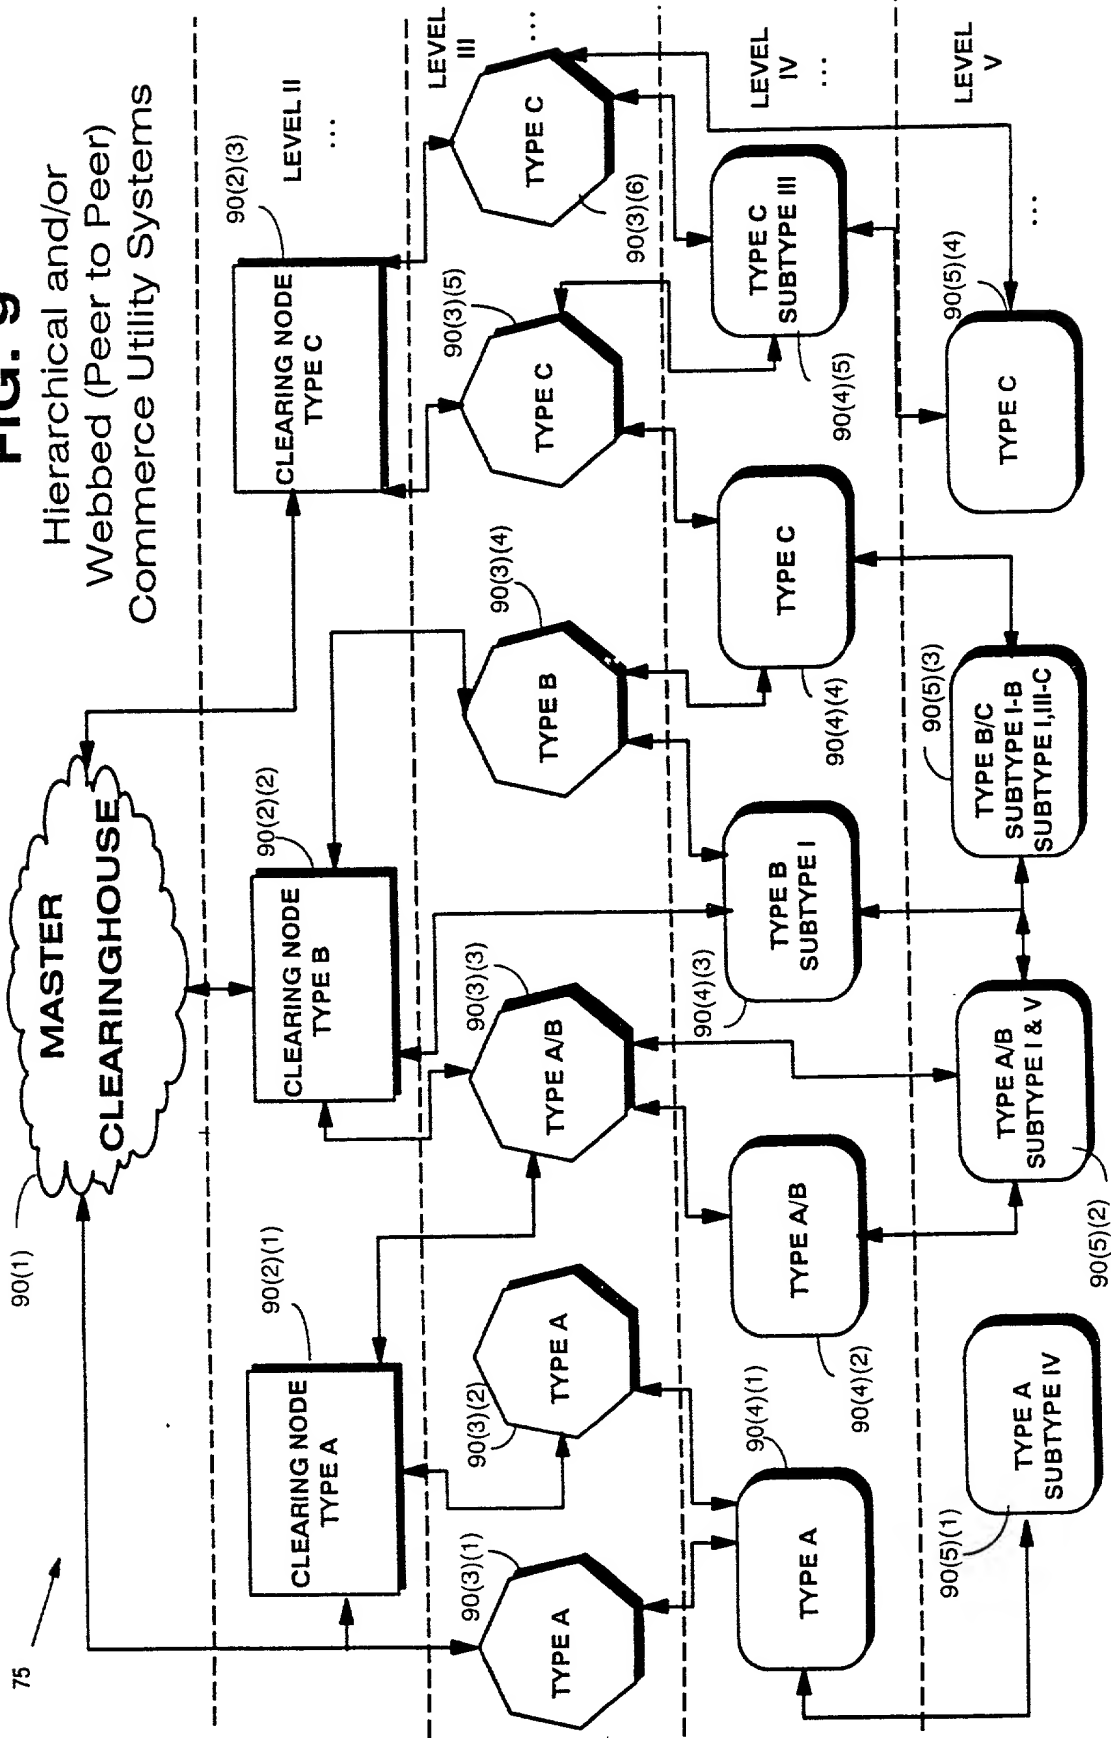 FIG. 9
Hierarchical and/or
Webbed (Peer to Peer)
Commerce Utility Systems
75
90(1)
MASTER
CLEARINGHOUSE
LEVEL II
...
90(2)(1)
CLEARING NODE
TYPE A
90(2)(2)
CLEARING NODE
TYPE B
90(2)(3)
CLEARING NODE
TYPE C
LEVEL
III
...
90(3)(1)
TYPE A
90(3)(2)
TYPE A
90(3)(3)
TYPE A/B
90(3)(4)
TYPE B
90(3)(5)
TYPE C
90(3)(6)
TYPE C
LEVEL
IV
...
90(4)(1)
TYPE A
90(4)(2)
TYPE A/B
90(4)(3)
TYPE B
SUBTYPE I
90(4)(4)
TYPE C
90(4)(5)
TYPE C
SUBTYPE III
LEVEL
V
...
90(5)(1)
TYPE A
SUBTYPE IV
90(5)(2)
TYPE A/B
SUBTYPE I & V
90(5)(3)
TYPE B/C
SUBTYPE I-B
SUBTYPE I,III-C
90(5)(4)
TYPE C